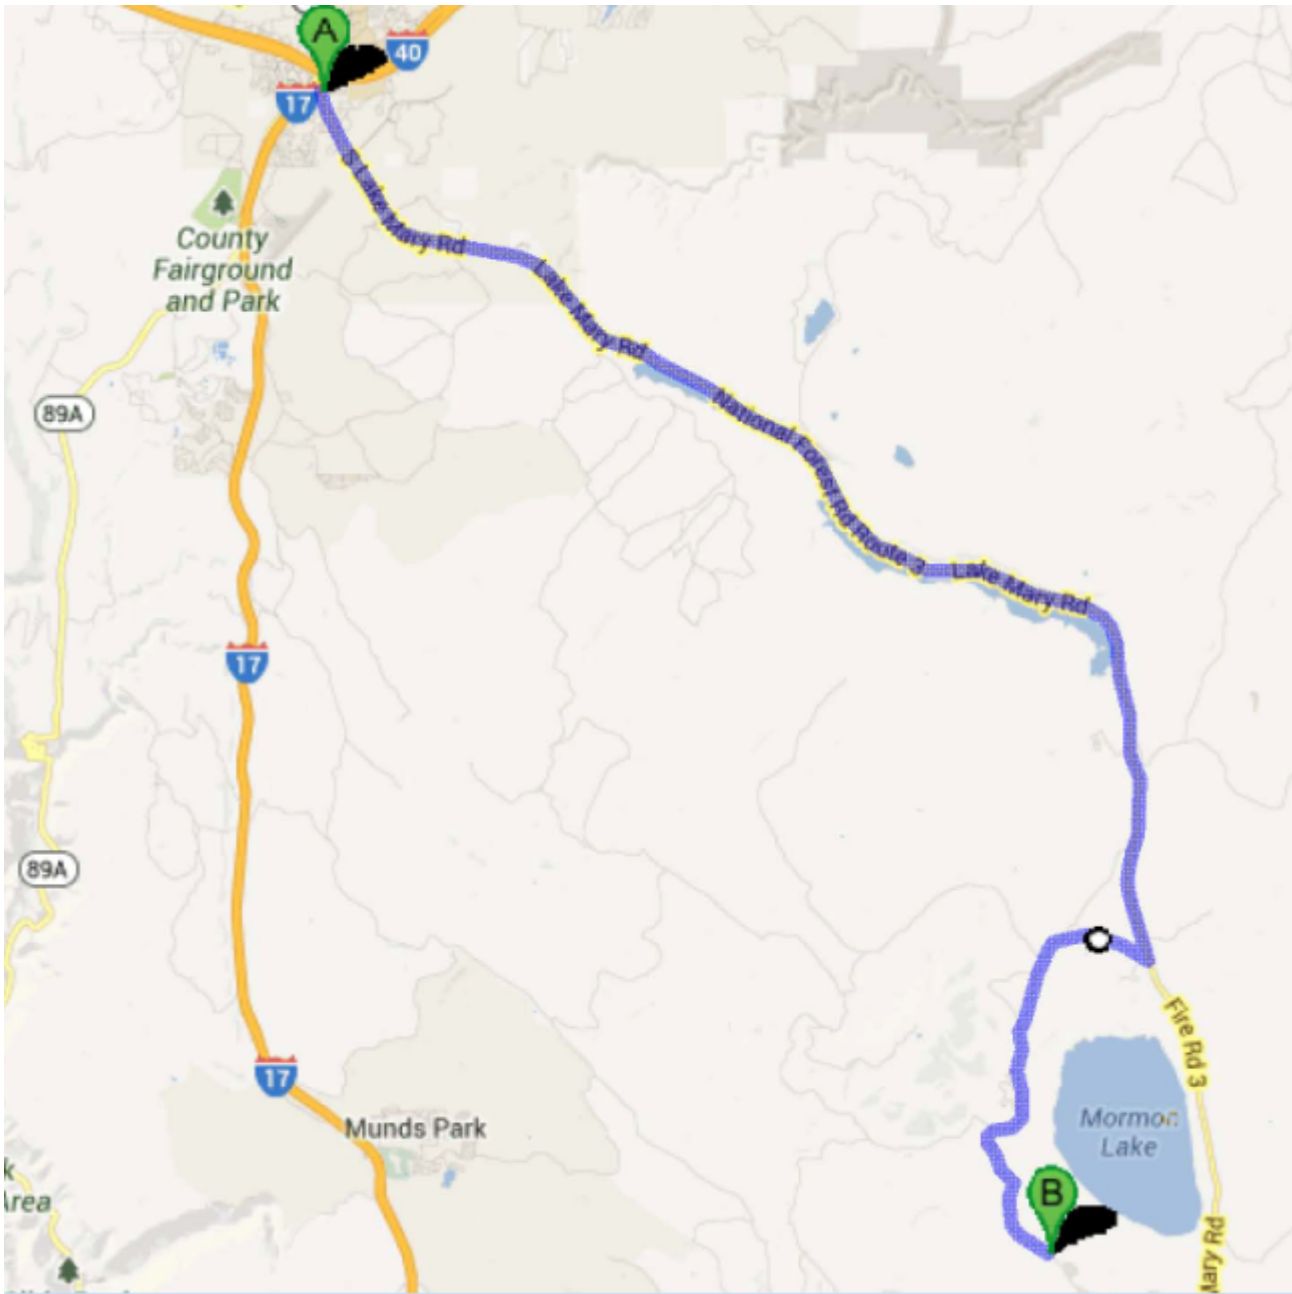 A
40
17
S Lake Mary Rd
County
Fairground
and Park
Lake Mary Rd
89A
National Forest Rd Route 3
Lake Mary Rd
17
89A
Fire Rd 3
17
Munds Park
Mormon
Lake
k
Area
B
Mary Rd